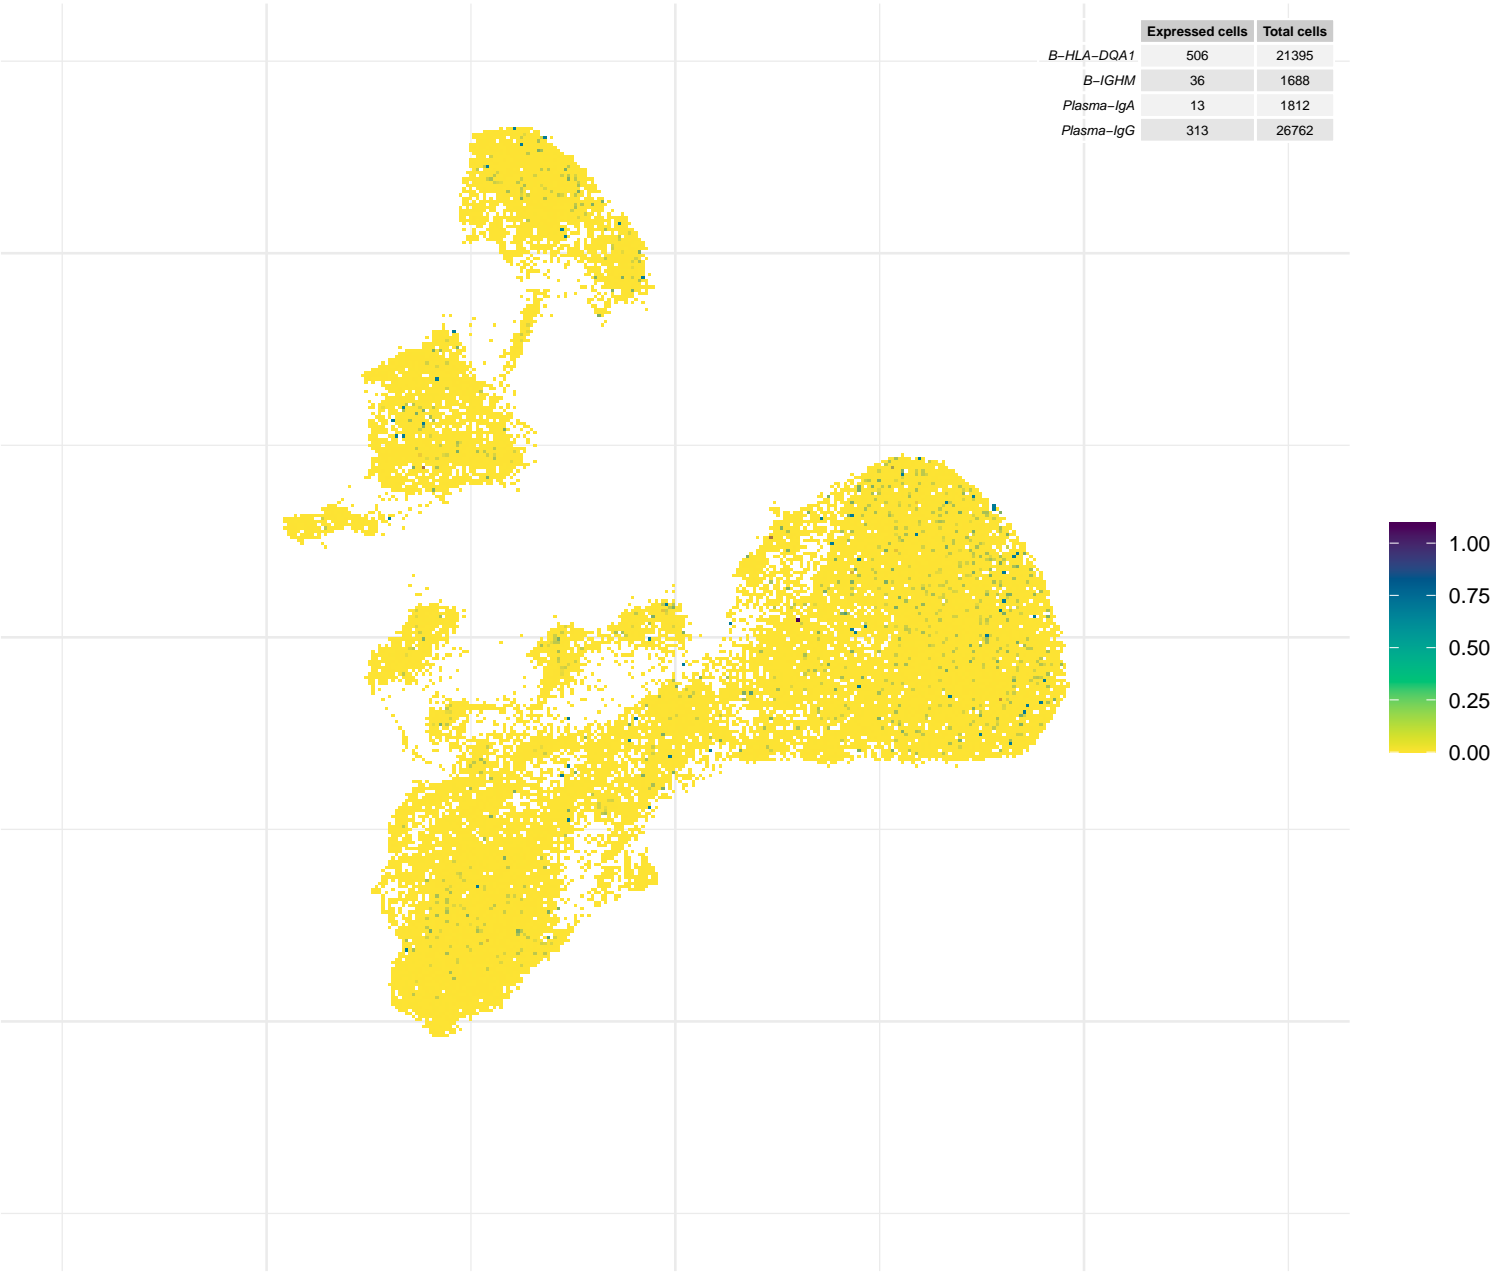 Expressed cells Total cells
B−HLA−DQA1 506 21395
B−IGHM 36 1688
Plasma−IgA 13 1812
Plasma−IgG 313 26762
1.00
0.75
0.50
0.25
0.00